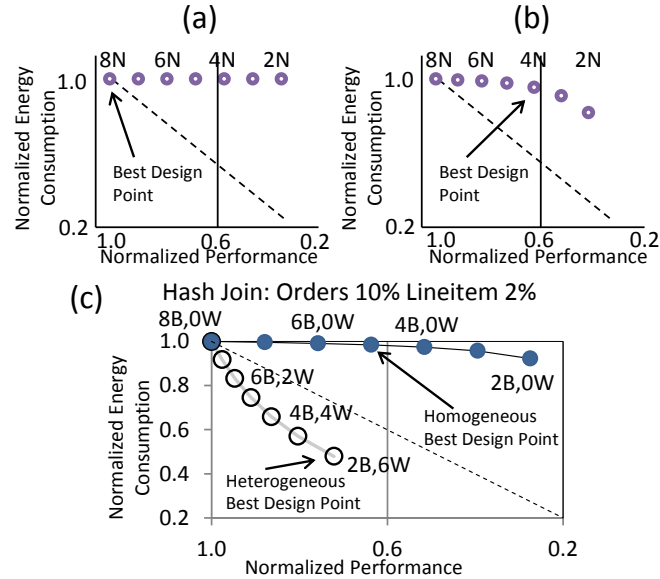 (a)
8N 6N 4N 2N
1.0
0.2
Normalized Energy
Consumption
Best Design
Point
1.0 0.6 0.2
Normalized Performance
(b)
8N 6N 4N 2N
1.0
0.2
Normalized Energy
Consumption
Best Design
Point
1.0 0.6 0.2
Normalized Performance
(c)
Hash Join: Orders 10% Lineitem 2%
8B,0W 6B,0W 4B,0W 2B,0W
6B,2W
4B,4W
2B,6W
Homogeneous
Best Design Point
Heterogeneous
Best Design Point
1.0
0.8
0.6
0.4
0.2
Normalized Energy
Consumption
1.0 0.6 0.2
Normalized Performance